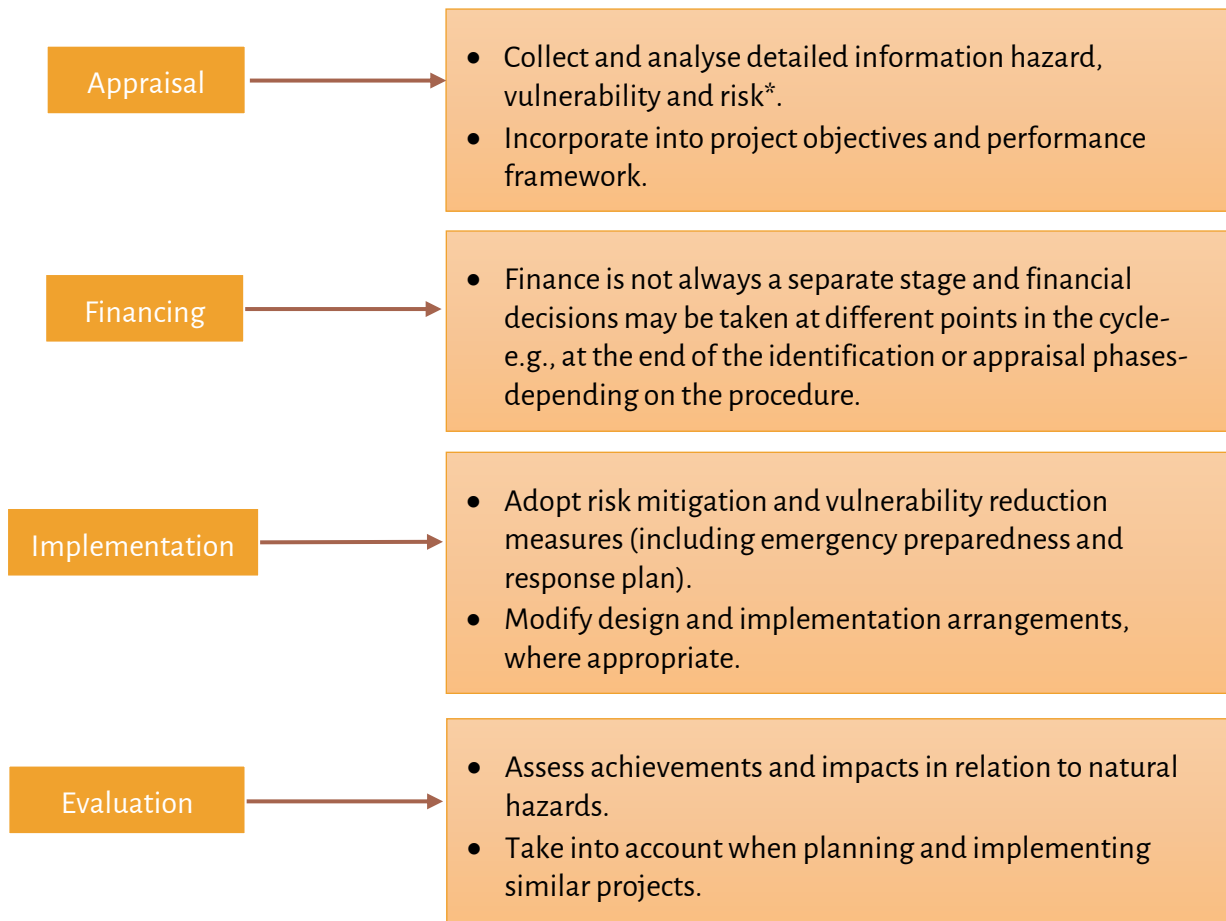 Appraisal
● Collect and analyse detailed information hazard,
vulnerability and risk*.
● Incorporate into project objectives and performance
framework.
Financing
● Finance is not always a separate stage and financial
decisions may be taken at different points in the cycle-
e.g., at the end of the identification or appraisal phases-
depending on the procedure.
Implementation
● Adopt risk mitigation and vulnerability reduction
measures (including emergency preparedness and
response plan).
● Modify design and implementation arrangements,
where appropriate.
Evaluation
● Assess achievements and impacts in relation to natural
hazards.
● Take into account when planning and implementing
similar projects.